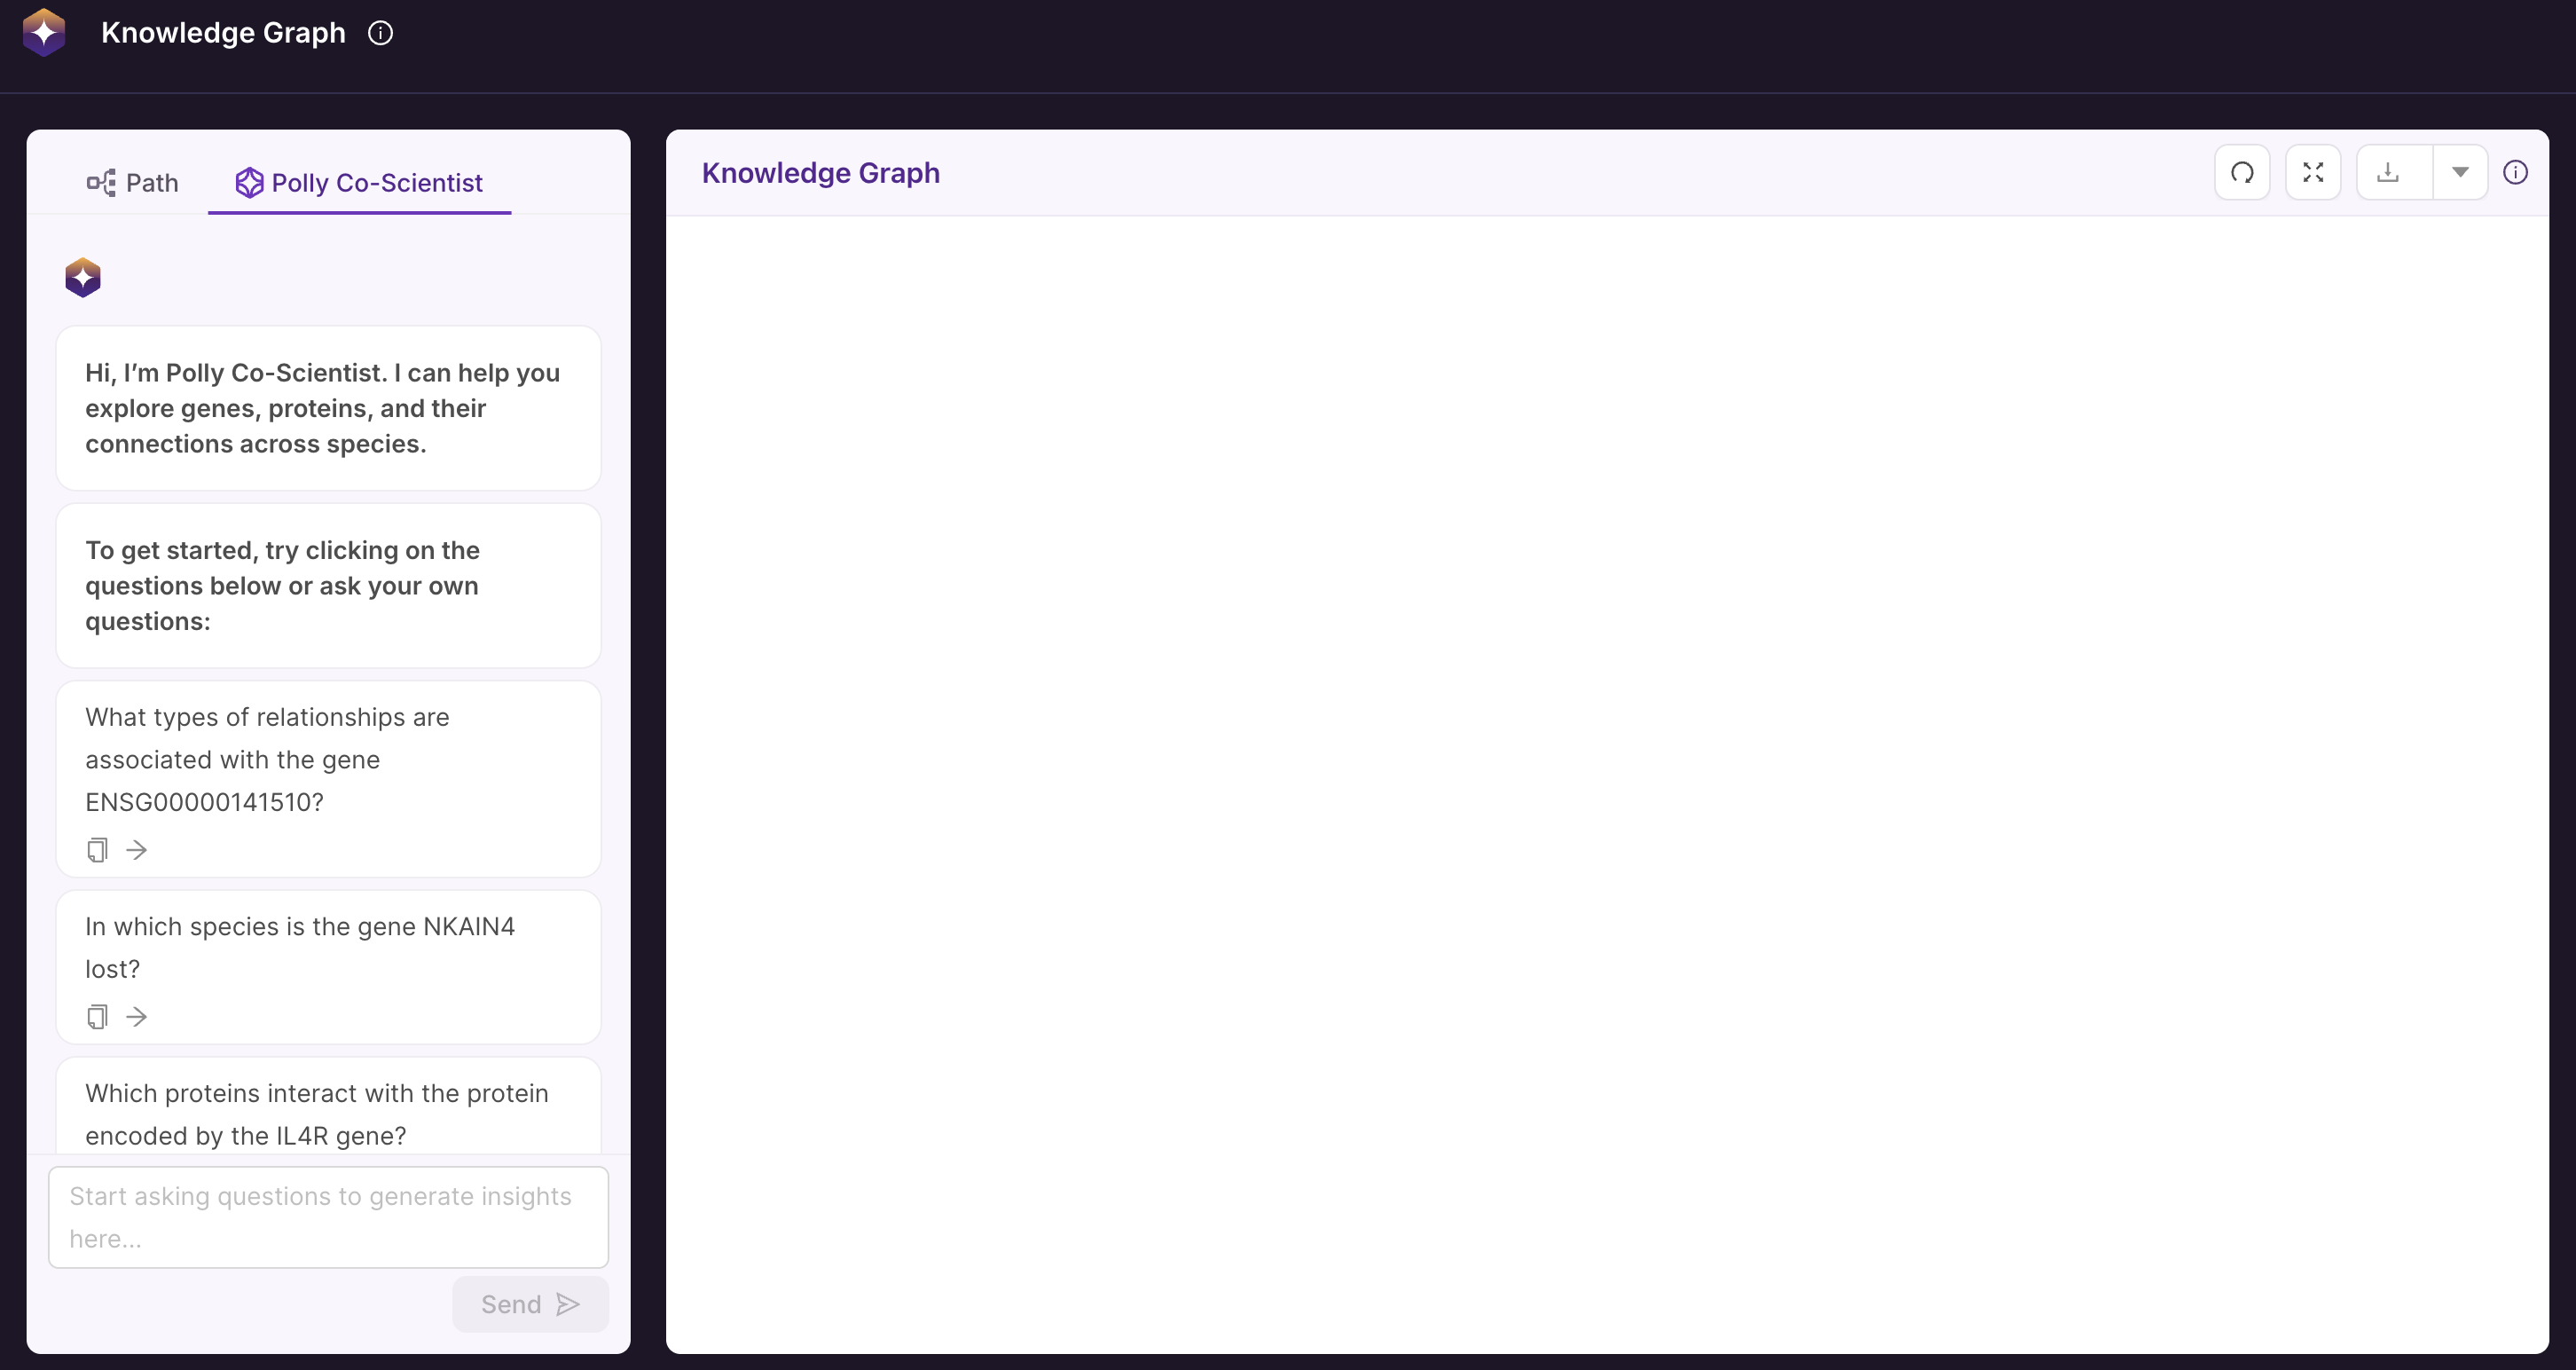 Knowledge Graph
Path
Polly Co-Scientist
Hi, I’m Polly Co-Scientist. I can help you
explore genes, proteins, and their
connections across species.
To get started, try clicking on the
questions below or ask your own
questions:
What types of relationships are
associated with the gene
ENSG00000141510?
In which species is the gene NKAIN4
lost?
Which proteins interact with the protein
encoded by the IL4R gene?
Start asking questions to generate insights
here...
Send
Knowledge Graph